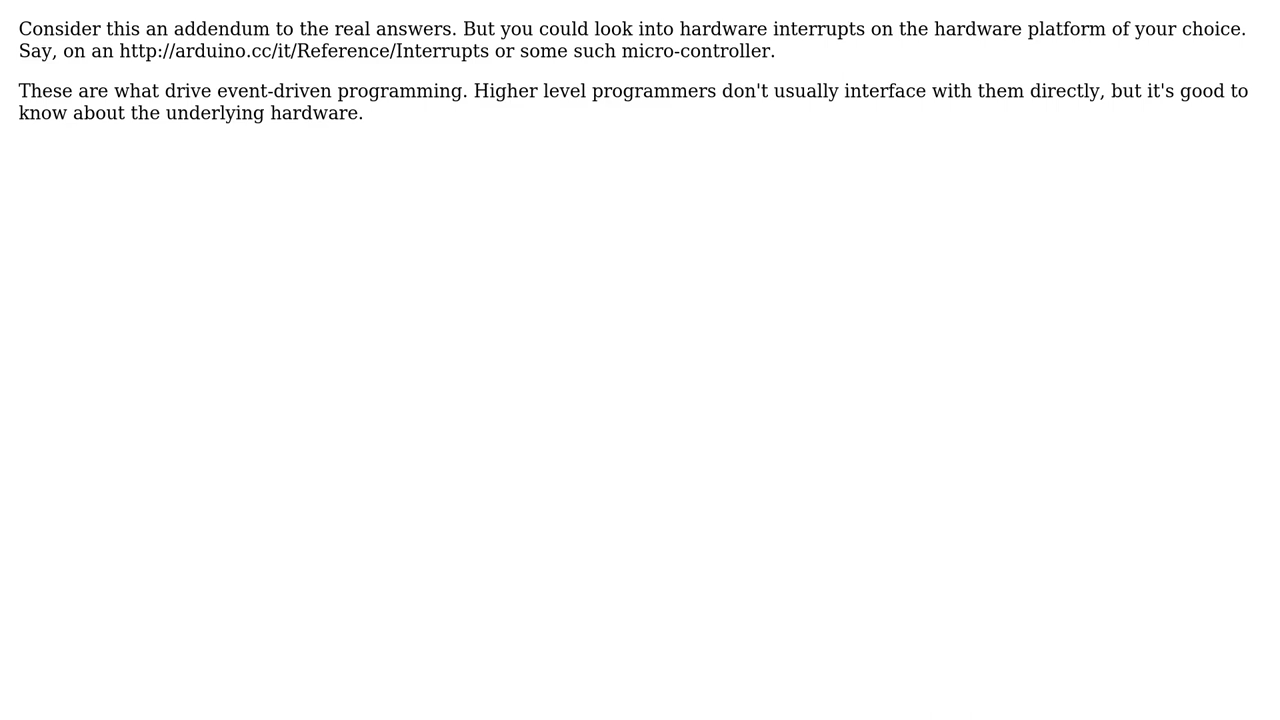 Consider this an addendum to the real answers. But you could look into hardware interrupts on the hardware platform of your choice.
Say, on an http://arduino.cc/it/Reference/Interrupts or some such micro-controller.
These are what drive event-driven programming. Higher level programmers don't usually interface with them directly, but it's good to
know about the underlying hardware.